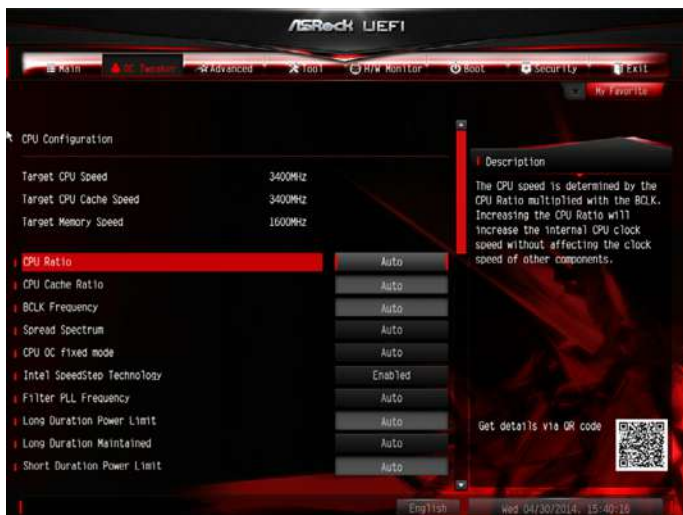 ASRock UEFI
Main OC Tweaker Advanced Tool H/W Monitor Boot Security Exit
My Favorite
CPU Configuration
Target CPU Speed 3400MHz
Target CPU Cache Speed 3400MHz
Target Memory Speed 1600MHz
CPU Ratio Auto
CPU Cache Ratio Auto
BCLK Frequency Auto
Spread Spectrum Auto
CPU OC fixed mode Auto
Intel SpeedStep Technology Enabled
Filter PLL Frequency Auto
Long Duration Power Limit Auto
Long Duration Maintained Auto
Short Duration Power Limit Auto
Description
The CPU speed is determined by the
CPU Ratio multiplied with the BCLK.
Increasing the CPU Ratio will
increase the internal CPU clock
speed without affecting the clock
speed of other components.
Get details via QR code
English
Wed 04/30/2014, 15:40:16